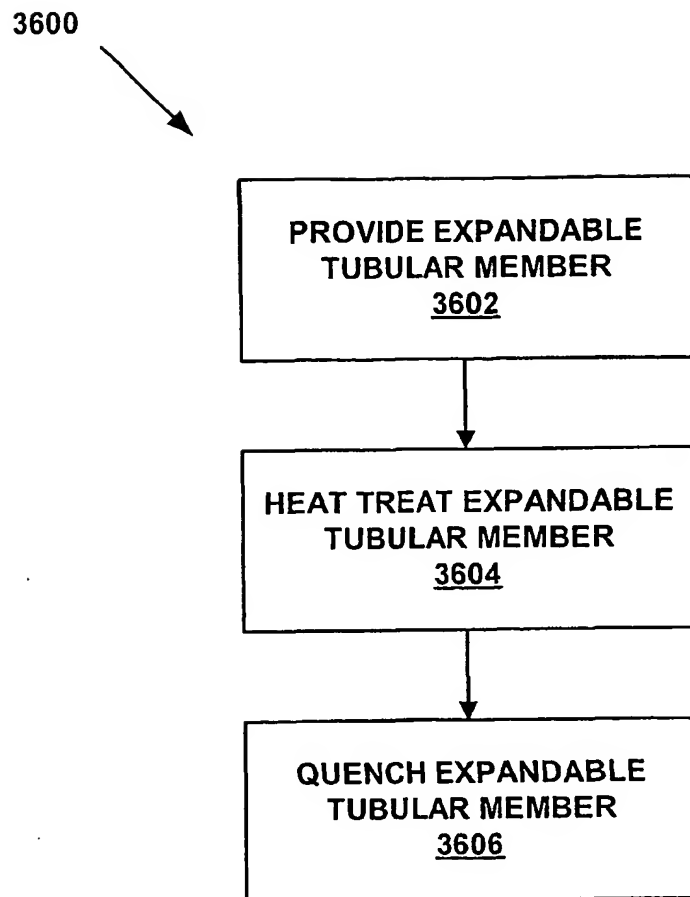 3600
PROVIDE EXPANDABLE
TUBULAR MEMBER
3602
HEAT TREAT EXPANDABLE
TUBULAR MEMBER
3604
QUENCH EXPANDABLE
TUBULAR MEMBER
3606